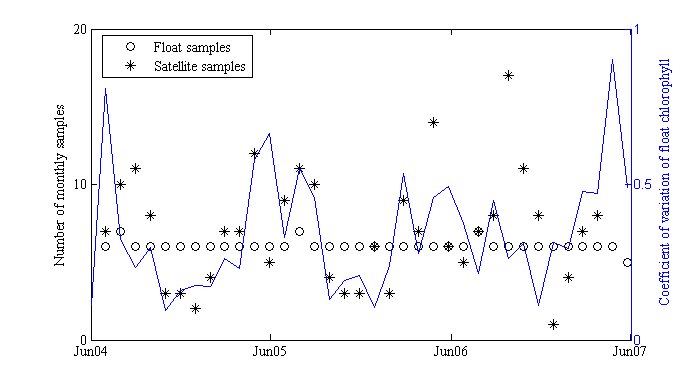 20
1
Float samples
Satellite samples
Number of monthly samples
10
0.5
Coefficient of variation of float chlorophyll
0
0
Jun04
Jun05
Jun06
Jun07